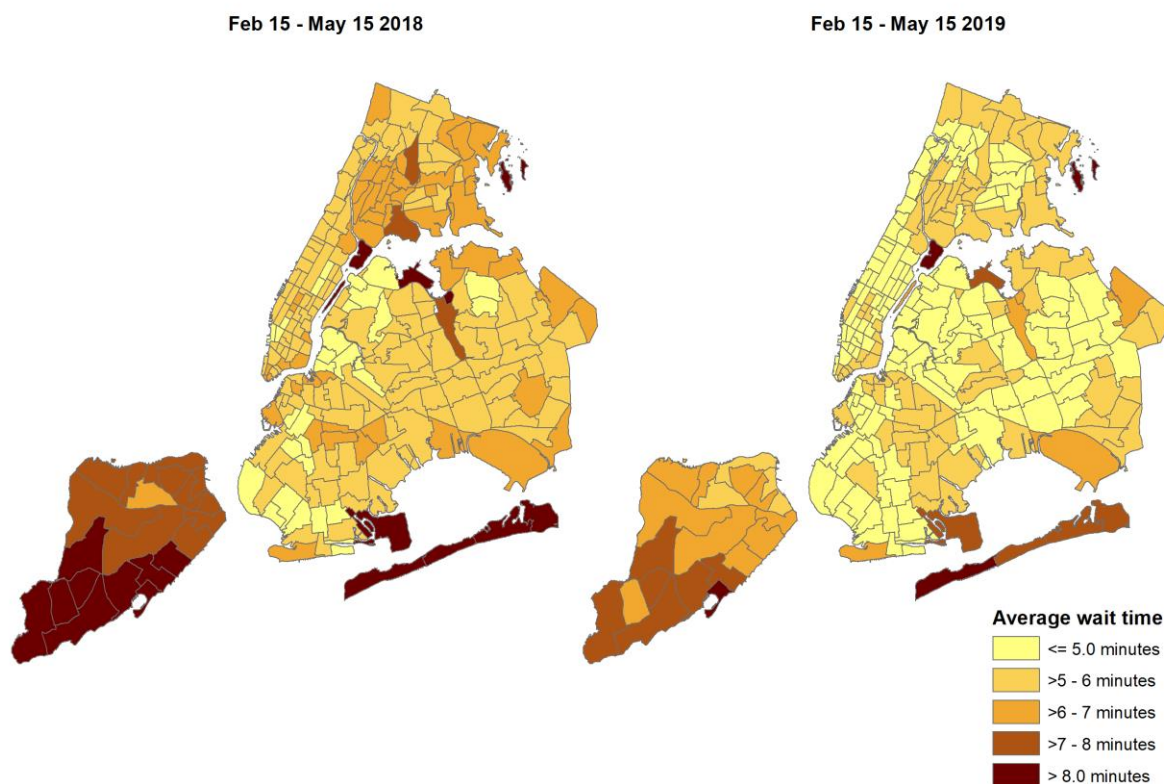 Feb 15 - May 15 2018
Feb 15 - May 15 2019
Average wait time
<= 5.0 minutes
>5 - 6 minutes
>6 - 7 minutes
>7 - 8 minutes
> 8.0 minutes